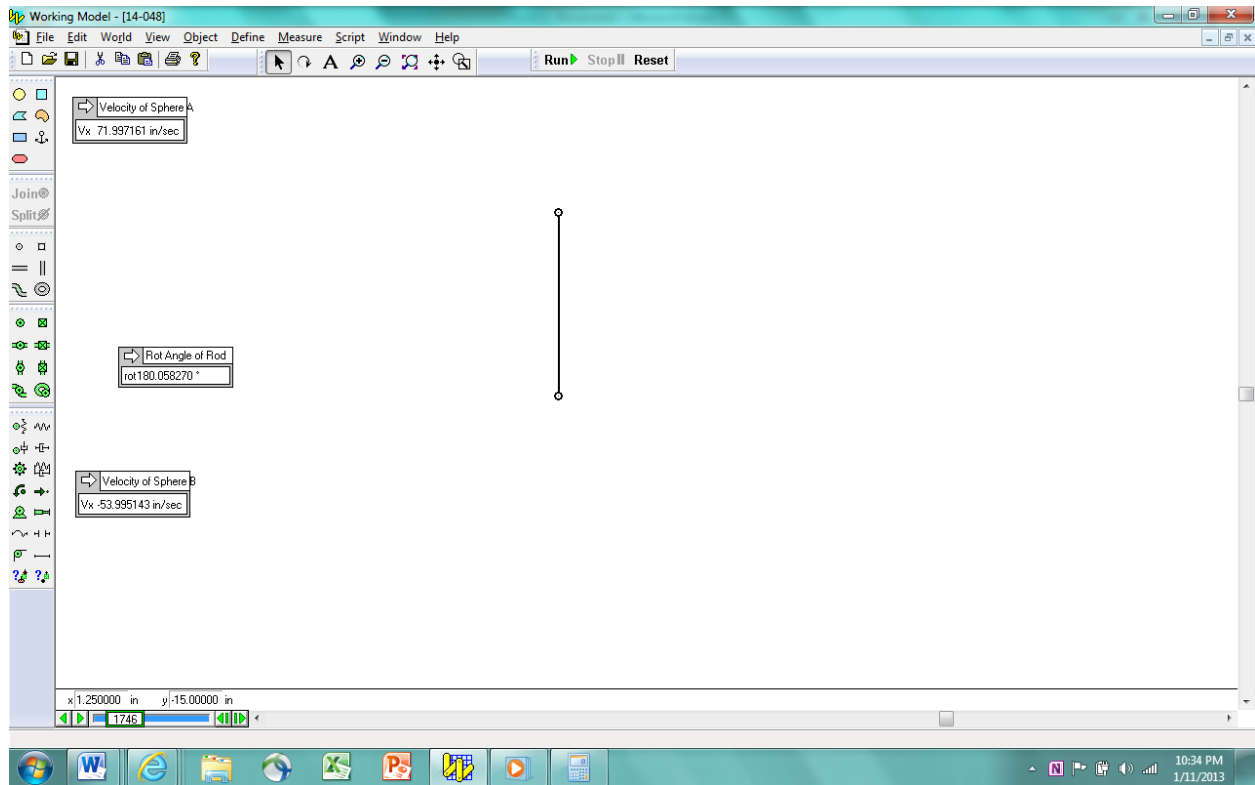 Working Model - [14-048]
File Edit World View Object Define Measure Script Window Help
Run Stop Reset
Velocity of Sphere A
Vx 71.997161 in/sec
Join
Split
Rot Angle of Rod
rot180.058270 °
Velocity of Sphere B
Vx -53.995143 in/sec
x 1.250000 in y -15.00000 in
1746
10:34 PM
1/11/2013